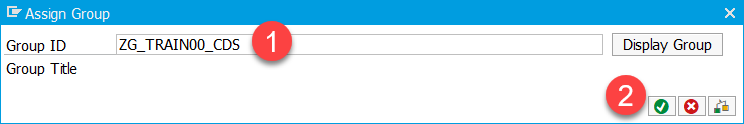 Assign Group
Group ID ZG_TRAIN00_CDS 1 Display Group
Group Title
2